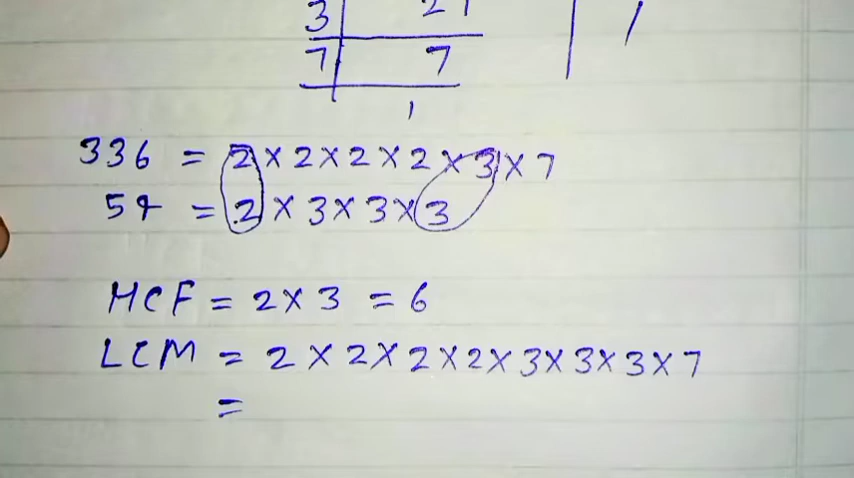 3 | 21
7 | 7
1
336 = 2 × 2 × 2 × 2 × 3 × 7
54 = 2 × 3 × 3 × 3
HCF = 2 × 3 = 6
LCM = 2 × 2 × 2 × 2 × 3 × 3 × 3 × 7
=